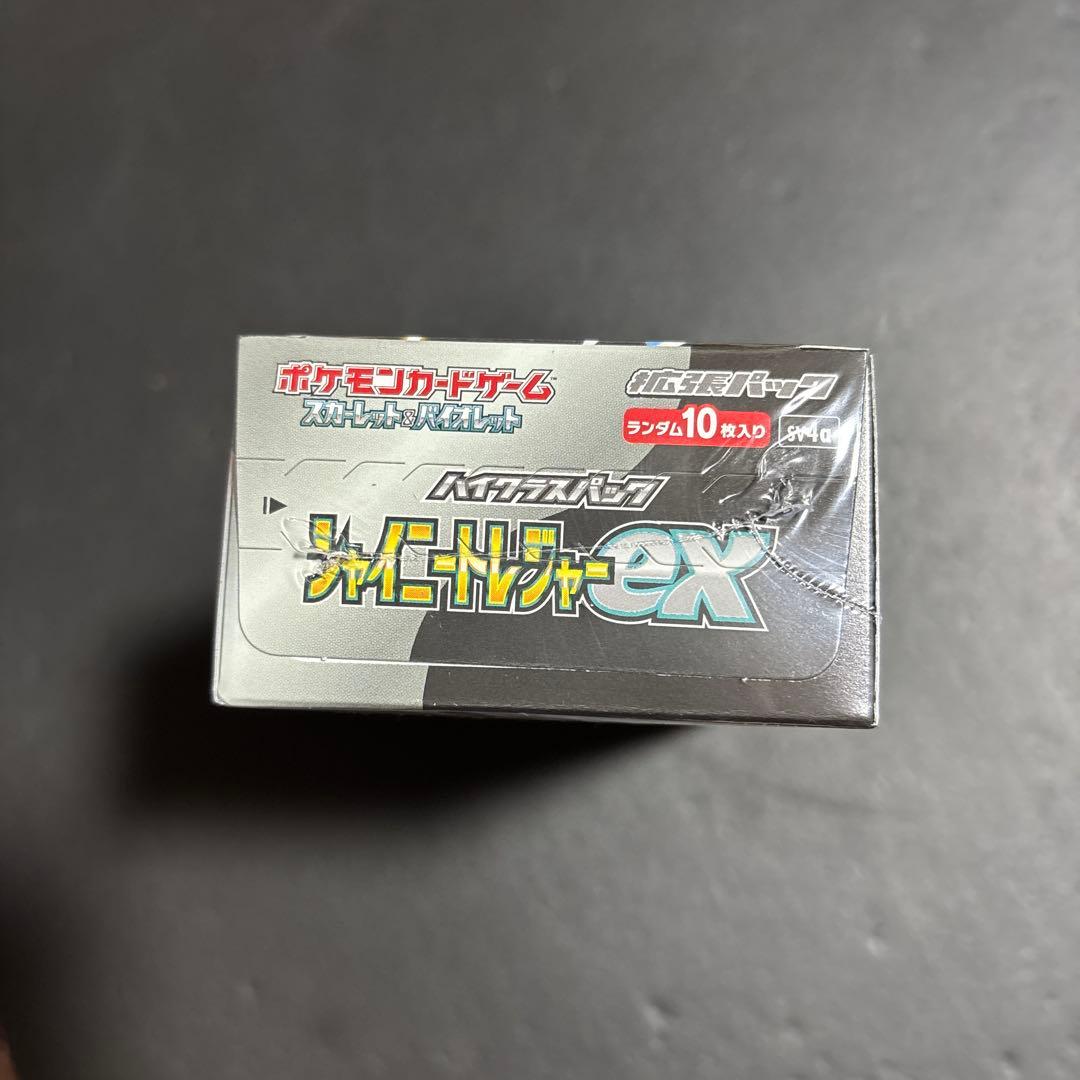 ポケモンカードゲーム
スカーレット&バイオレット
拡張パック
ランダム10枚入り
SV4a
ハイクラスパック
シャイニートレジャーex